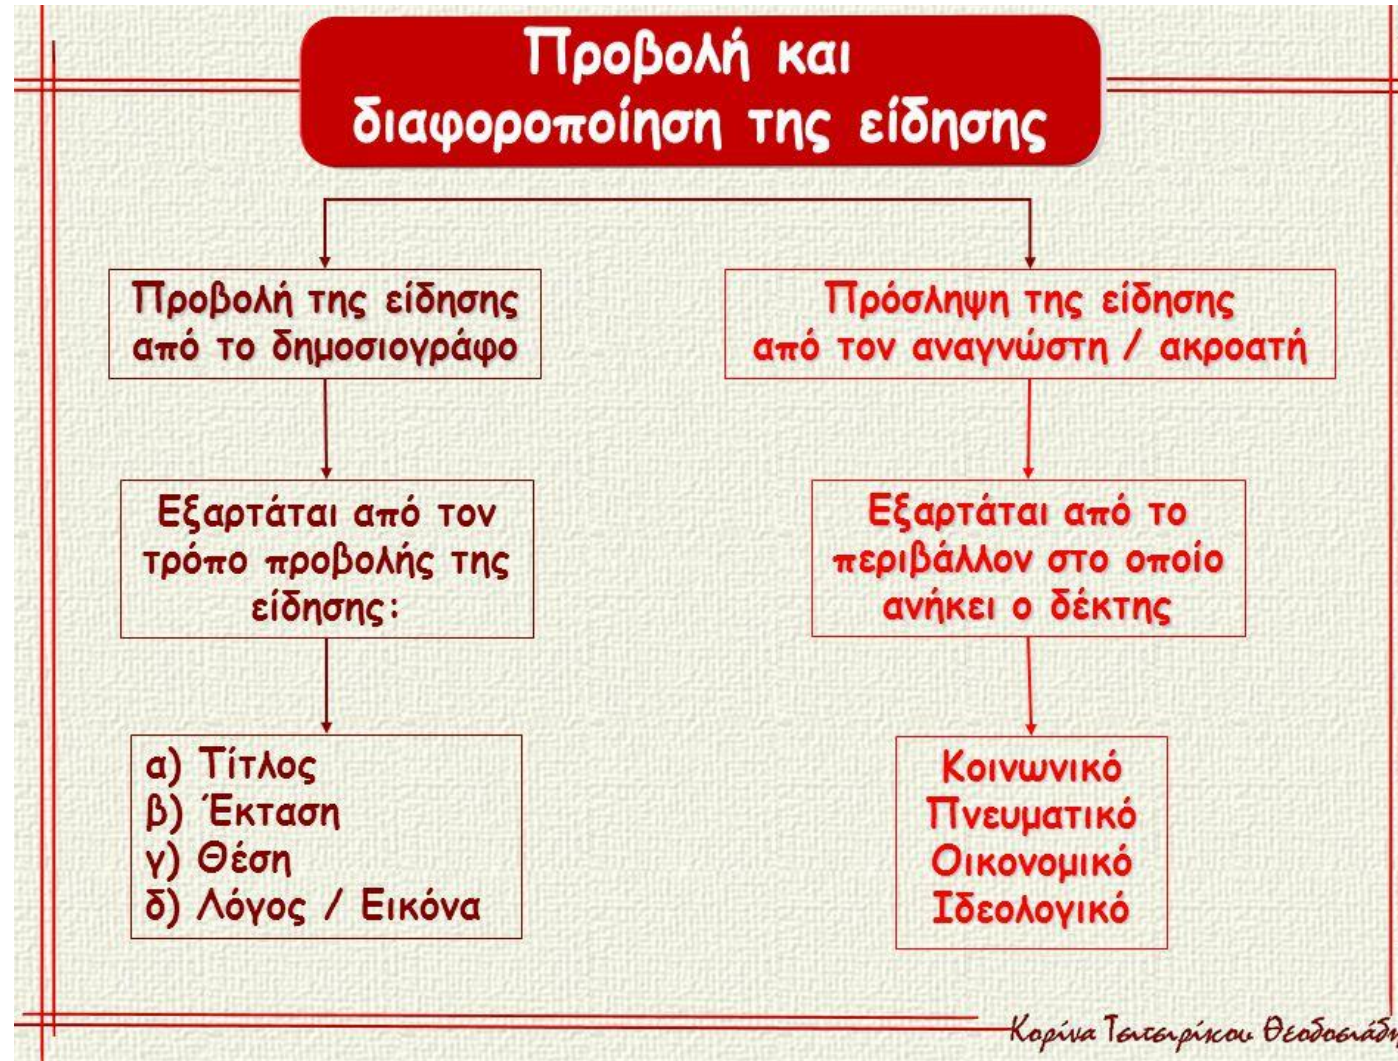 Προβολή και
διαφοροποίηση της είδησης
Προβολή της είδησης
από το δημοσιογράφο
Εξαρτάται από τον
τρόπο προβολής της
είδησης:
α) Τίτλος
β) Έκταση
γ) Θέση
δ) Λόγος / Εικόνα
Πρόσληψη της είδησης
από τον αναγνώστη / ακροατή
Εξαρτάται από το
περιβάλλον στο οποίο
ανήκει ο δέκτης
Κοινωνικό
Πνευματικό
Οικονομικό
Ιδεολογικό
Κορίνα